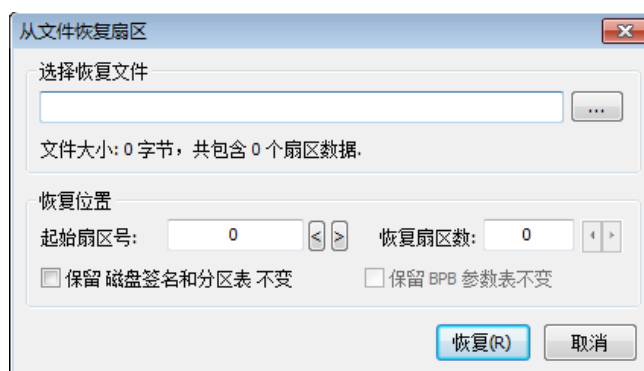 从文件恢复扇区
选择恢复文件
...
文件大小: 0 字节，共包含 0 个扇区数据.
恢复位置
起始扇区号: 0 < > 恢复扇区数: 0
保留 磁盘签名和分区表 不变 保留 BPB 参数表不变
恢复(R) 取消